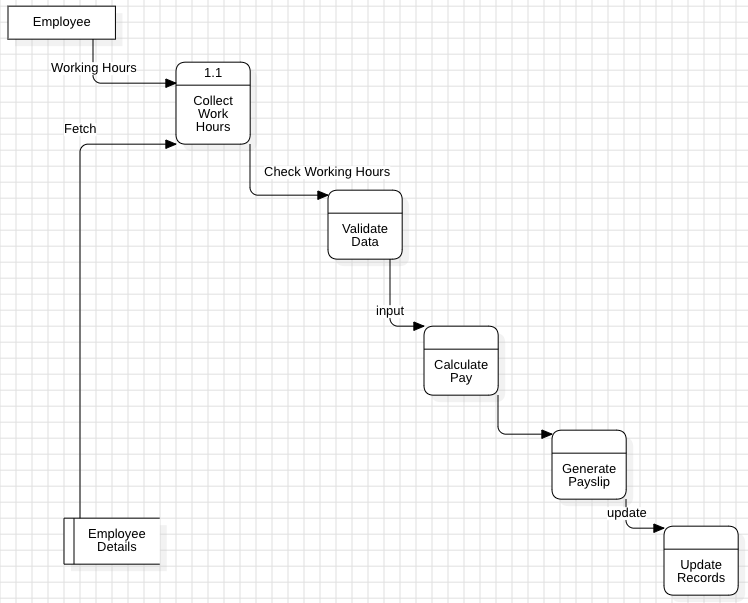 Employee
Working Hours
1.1
Collect
Work
Hours
Fetch
Check Working Hours
Validate
Data
input
Calculate
Pay
Generate
Payslip
update
Employee
Details
Update
Records